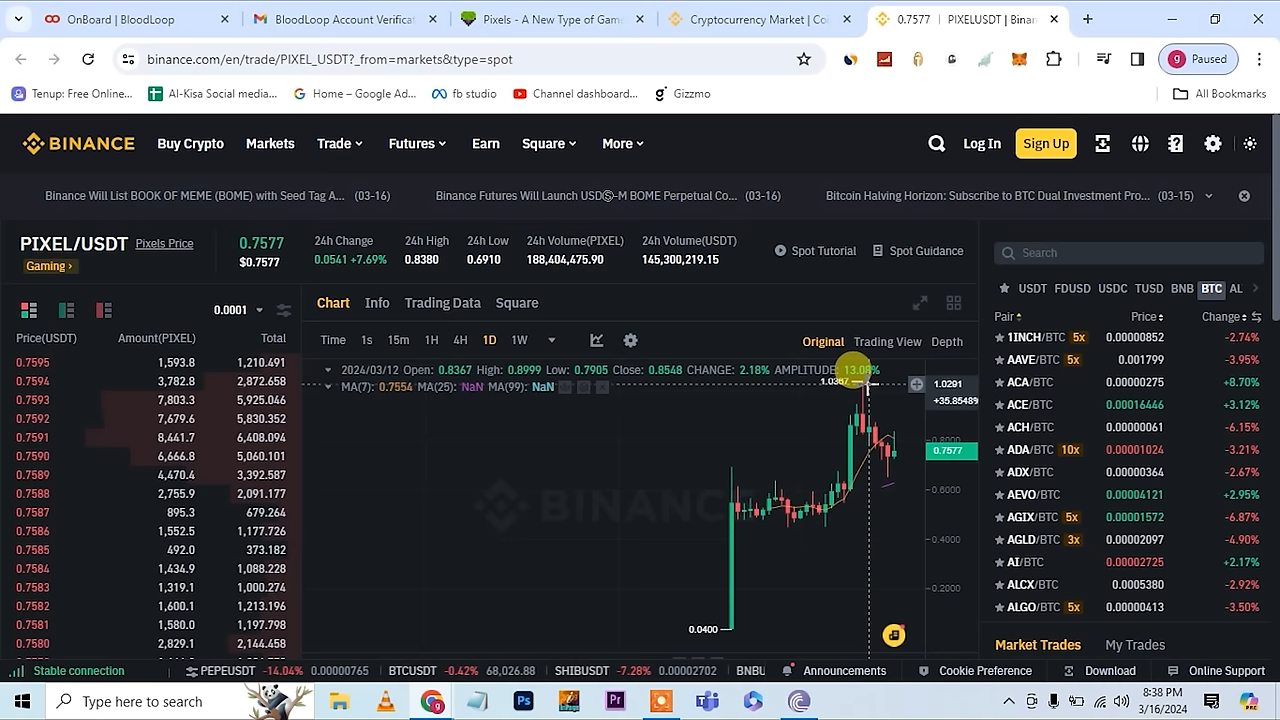 OnBoard | BloodLoop
BloodLoop Account Verificat
Pixels - A New Type of Game
Cryptocurrency Market | Coi
0.7577 | PIXELUSDT | Binan
binance.com/en/trade/PIXEL_USDT?_from=markets&type=spot
g Paused
Tenup: Free Online...
Al-Kisa Social media...
Home – Google Ad...
fb studio
Channel dashboard...
Gizmmo
All Bookmarks
BINANCE
Buy Crypto
Markets
Trade
Futures
Earn
Square
More
Log In
Sign Up
Binance Will List BOOK OF MEME (BOME) with Seed Tag A... (03-16)
Binance Futures Will Launch USDⓈ-M BOME Perpetual Co... (03-16)
Bitcoin Halving Horizon: Subscribe to BTC Dual Investment Pro... (03-15)
PIXEL/USDT
Pixels Price
Gaming
0.7577
$0.7577
24h Change
0.0541 +7.69%
24h High
0.8380
24h Low
0.6910
24h Volume(PIXEL)
188,404,475.90
24h Volume(USDT)
145,300,219.15
Spot Tutorial
Spot Guidance
0.0001
Price(USDT) Amount(PIXEL) Total
0.7595 1,593.8 1,210.491
0.7594 3,782.8 2,872.658
0.7593 7,803.3 5,925.046
0.7592 7,679.6 5,830.352
0.7591 8,441.7 6,408.094
0.7590 6,666.8 5,060.101
0.7589 4,470.4 3,392.587
0.7588 2,755.9 2,091.177
0.7587 895.3 679.264
0.7586 1,552.5 1,177.726
0.7585 492.0 373.182
0.7584 1,434.9 1,088.228
0.7583 1,319.1 1,000.274
0.7582 1,600.1 1,213.196
0.7581 1,580.0 1,197.798
0.7580 2,829.1 2,144.458
Chart Info Trading Data Square
Time 1s 15m 1H 4H 1D 1W
Original Trading View Depth
2024/03/12 Open: 0.8367 High: 0.8999 Low: 0.7905 Close: 0.8548 CHANGE: 2.18% AMPLITUDE: 13.08%
MA(7): 0.7554 MA(25): NaN MA(99): NaN
1.0367
1.0291
+35.8548%
0.8000
0.7577
0.6000
0.4000
0.2000
0.0400
BINANCE
Search
USDT FDUSD USDC TUSD BNB BTC AL
Pair Price Change
1INCH/BTC 5x 0.00000852 -2.74%
AAVE/BTC 5x 0.001799 -3.95%
ACA/BTC 0.00000275 +8.70%
ACE/BTC 0.00016446 +3.12%
ACH/BTC 0.00000061 -6.15%
ADA/BTC 10x 0.00001024 -3.21%
ADX/BTC 0.00000364 -2.67%
AEVO/BTC 0.00004121 +2.95%
AGIX/BTC 5x 0.00001572 -6.87%
AGLD/BTC 3x 0.00002097 -4.90%
AI/BTC 0.00002725 +2.17%
ALCX/BTC 0.0005380 -2.92%
ALGO/BTC 5x 0.00000413 -3.50%
Market Trades
My Trades
Stable connection
PEPEUSDT -14.04% 0.00000765
BTCUSDT -0.42% 68,026.88
SHIBUSDT -7.28% 0.00002702
BNBU
Announcements
Cookie Preference
Download
Online Support
Type here to search
8:38 PM
3/16/2024